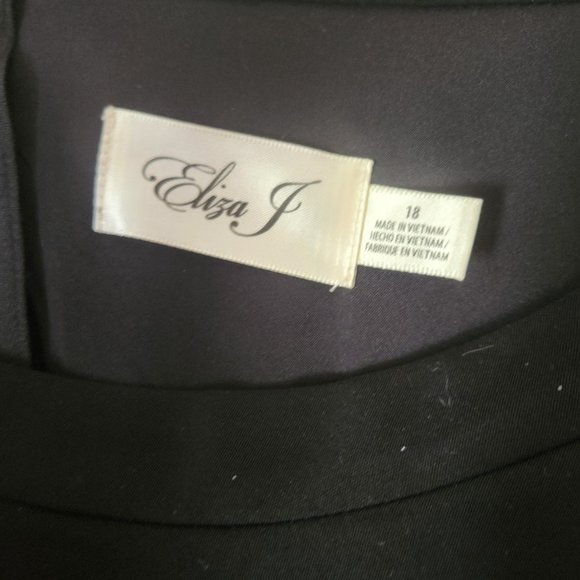 Eliza J
18
MADE IN VIETNAM/
HECHO EN VIETNAM/
FABRIQUE EN VIETNAM